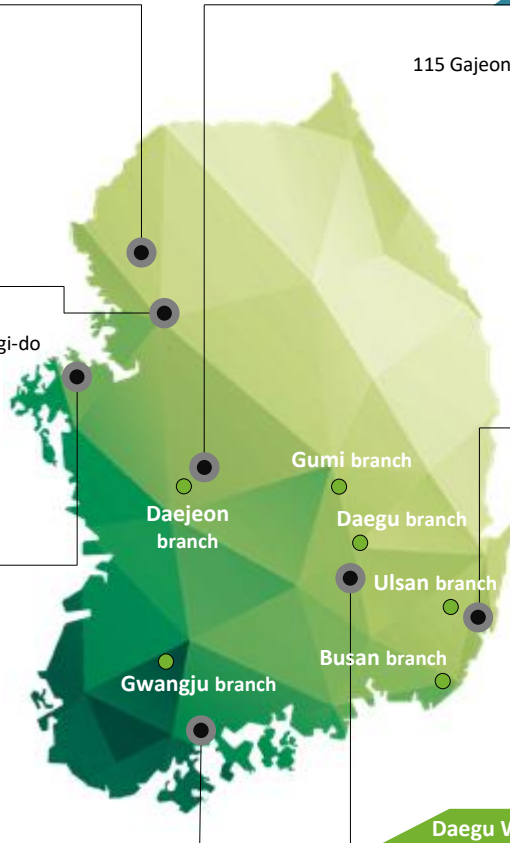 115 Gajeon
gi-do
Gumi branch
Daejeon
branch
Daegu branch
Ulsan branch
Busan branch
Gwangju branch
Daegu W